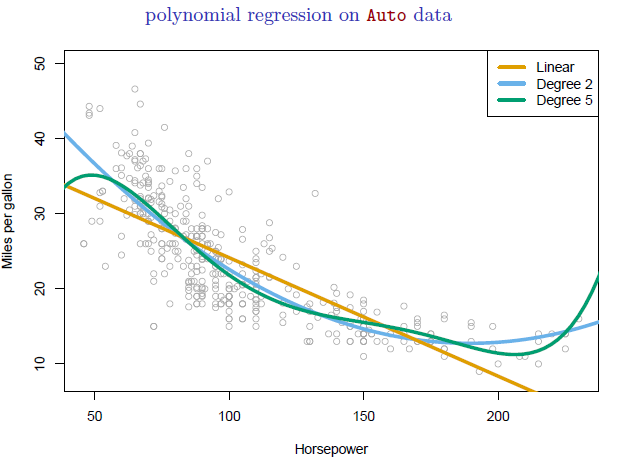 polynomial regression on Auto data
Linear
Degree 2
Degree 5
Miles per gallon
50
40
30
20
10
50 100 150 200
Horsepower